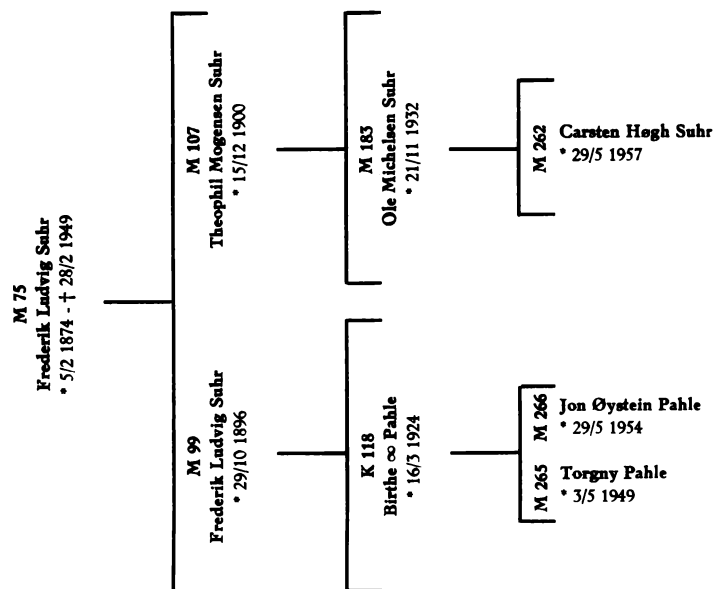 M 75
Frederik Ludvig Suhr
* 5/2 1874 - † 28/2 1949
M 107
Theophil Mogensen Suhr
* 15/12 1900
M 99
Frederik Ludvig Suhr
* 29/10 1896
M 183
Ole Michelsen Suhr
* 21/11 1932
K 118
Birthe ∞ Pahle
* 16/3 1924
M 262
Carsten Høgh Suhr
* 29/5 1957
M 266
Jon Øystein Pahle
* 29/5 1954
M 265
Torgny Pahle
* 3/5 1949